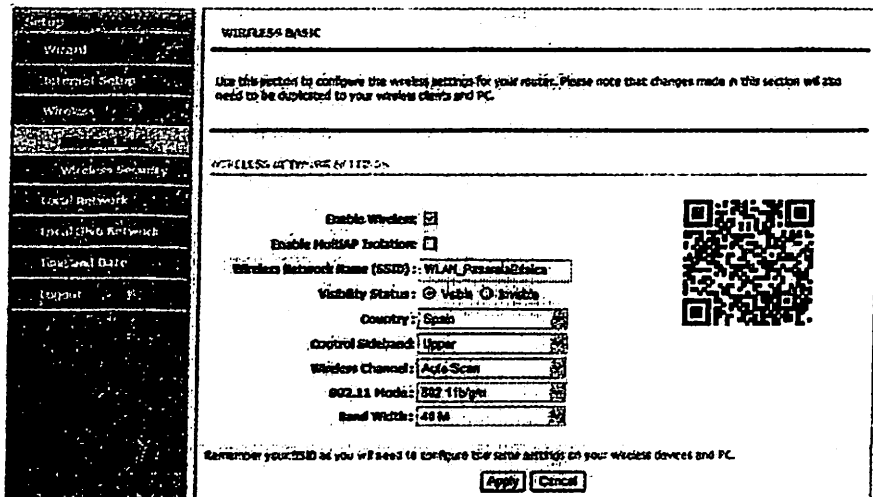 Setup
Wizard
Internet Setup
Wireless
Wireless Security
Local Network
Local IPv6 Network
Time and Date
Logout
WIRELESS BASIC
Use this section to configure the wireless settings for your router. Please note that changes made in this section will also
need to be duplicated to your wireless clients and PC.
WIRELESS NETWORK SETTINGS
Enable Wireless:
Enable MultiAP Isolation:
Wireless Network Name (SSID) : WLAN_
Visibility Status : Visible Invisible
Country : Spain
Control Sideband: Upper
Wireless Channel : Auto Scan
802.11 Mode : 802.11b/g/n
Band Width : 40 M
Remember your SSID as you will need to configure the same settings on your wireless devices and PC.
Apply Cancel